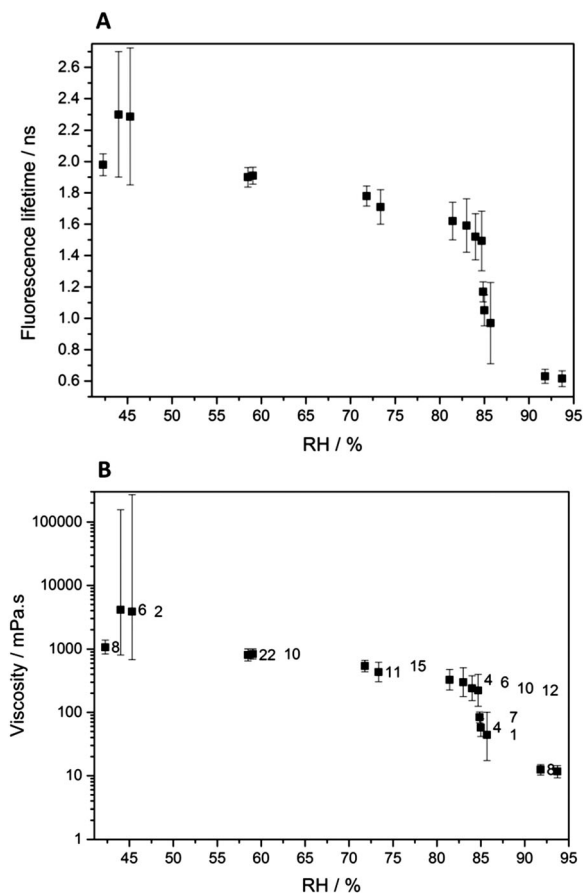 A
Fluorescence lifetime / ns
2.6
2.4
2.2
2.0
1.8
1.6
1.4
1.2
1.0
0.8
0.6
45 50 55 60 65 70 75 80 85 90 95
RH / %
B
Viscosity / mPa.s
100000
10000
1000
100
10
1
6 2
8
22 10
11 15
4 6 10 12
7
4 1
8
45 50 55 60 65 70 75 80 85 90 95
RH / %